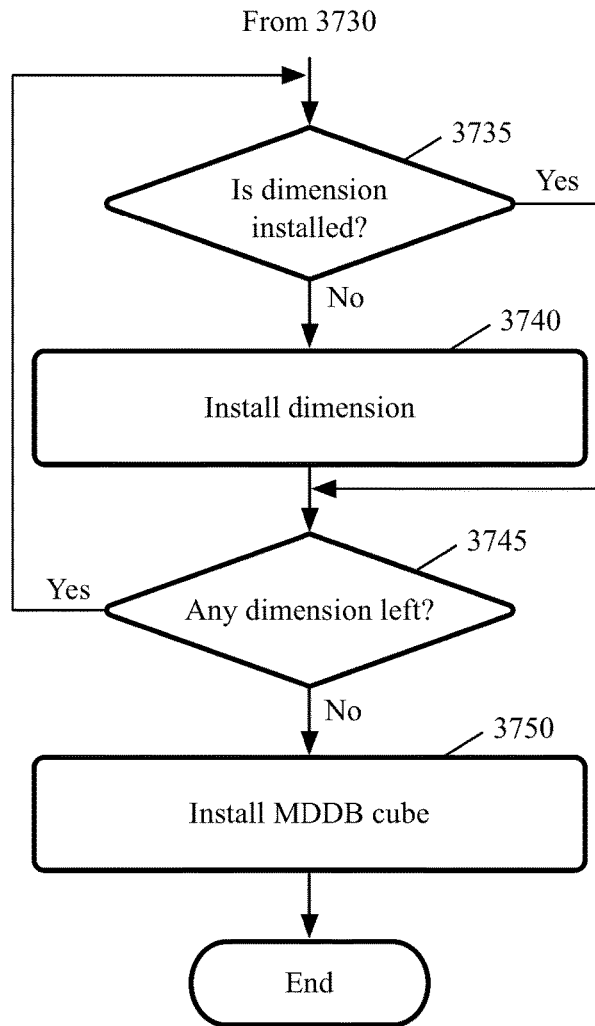 From 3730
3735
Is dimension
installed?
Yes
No
3740
Install dimension
3745
Any dimension left?
Yes
No
3750
Install MDDB cube
End